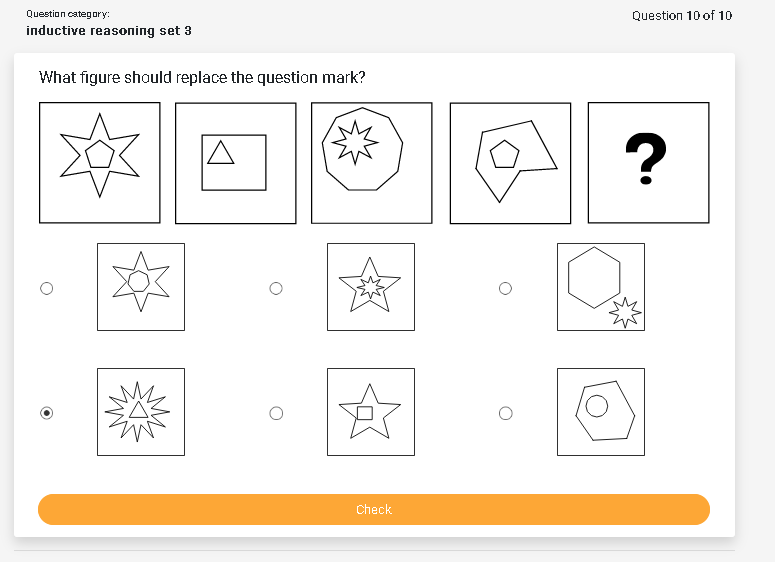 Question category:
Question 10 of 10
inductive reasoning set 3
What figure should replace the question mark?
?
Check